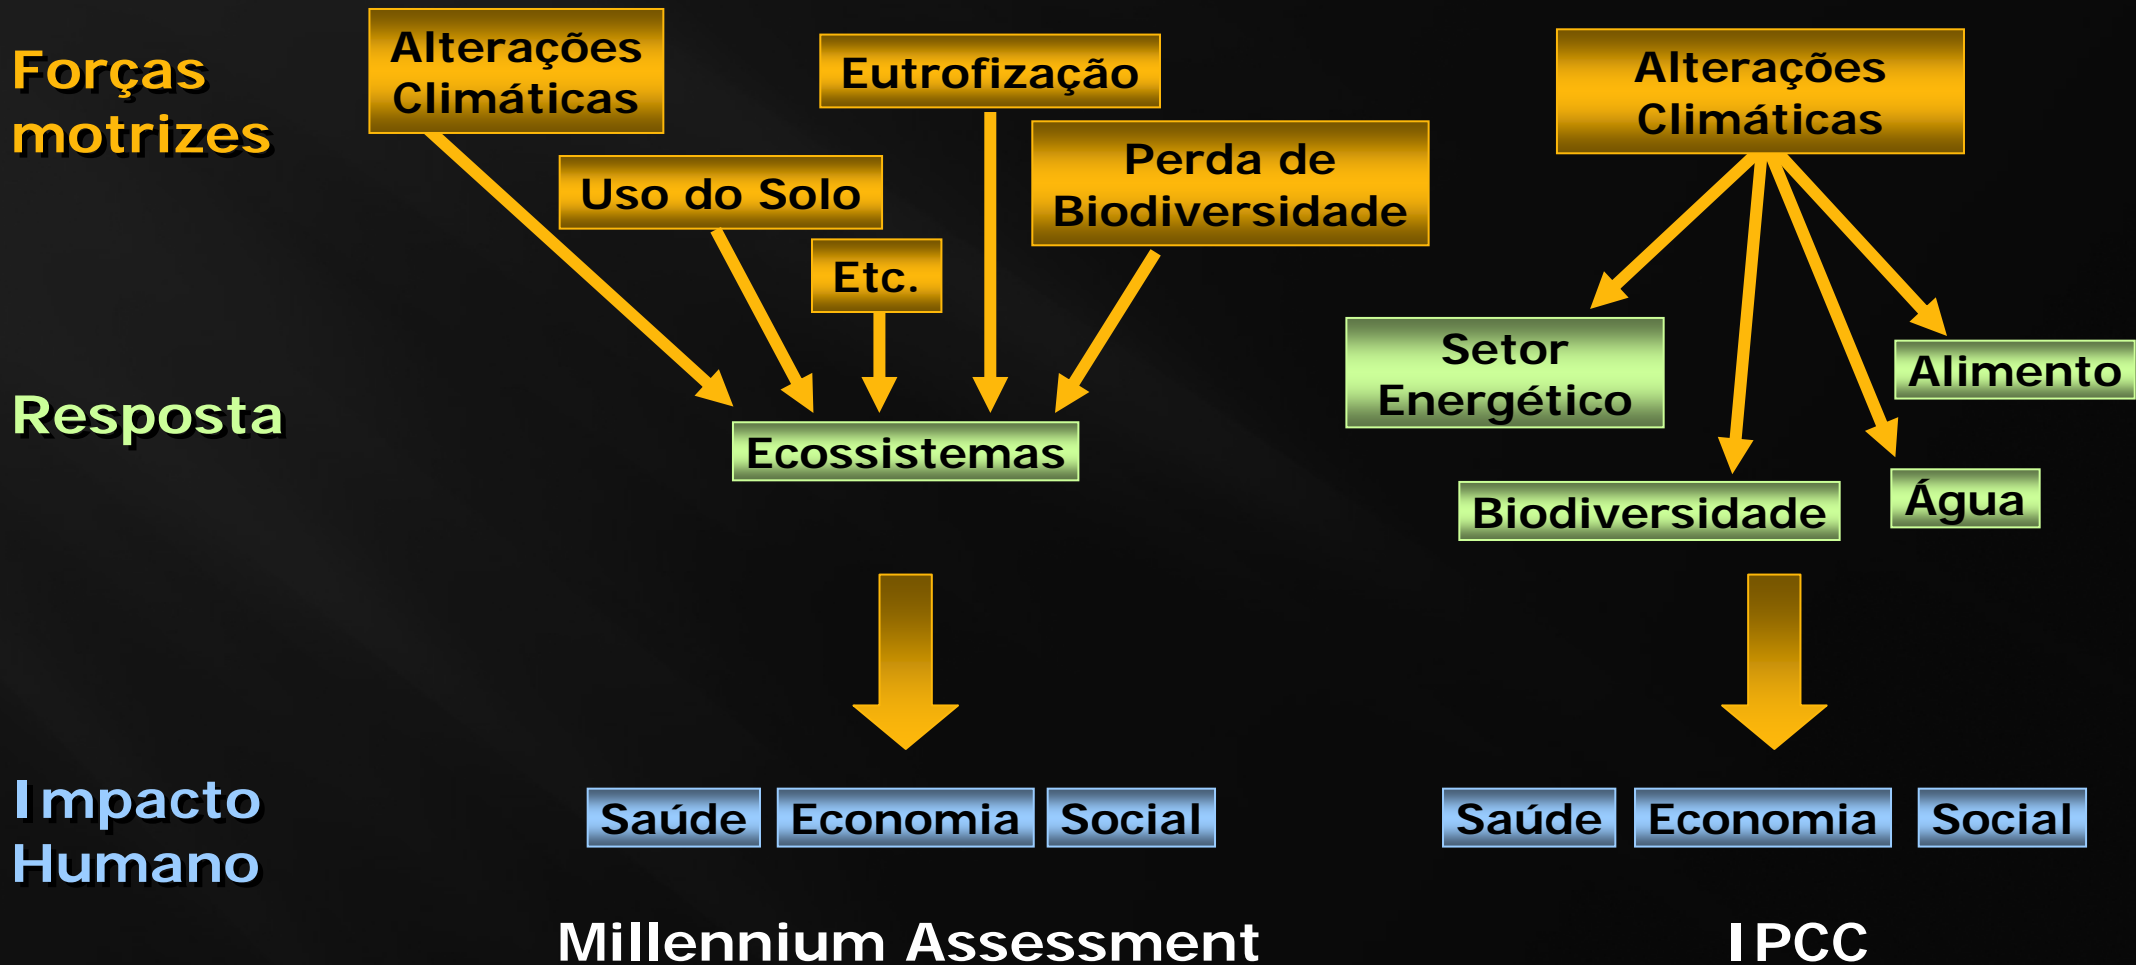 Forças
motrizes
Alterações
Climáticas
Eutrofização
Uso do Solo
Perda de
Biodiversidade
Etc.
Alterações
Climáticas
Resposta
Ecossistemas
Setor
Energético
Alimento
Biodiversidade
Água
Impacto
Humano
Saúde
Economia
Social
Saúde
Economia
Social
Millennium Assessment
IPCC